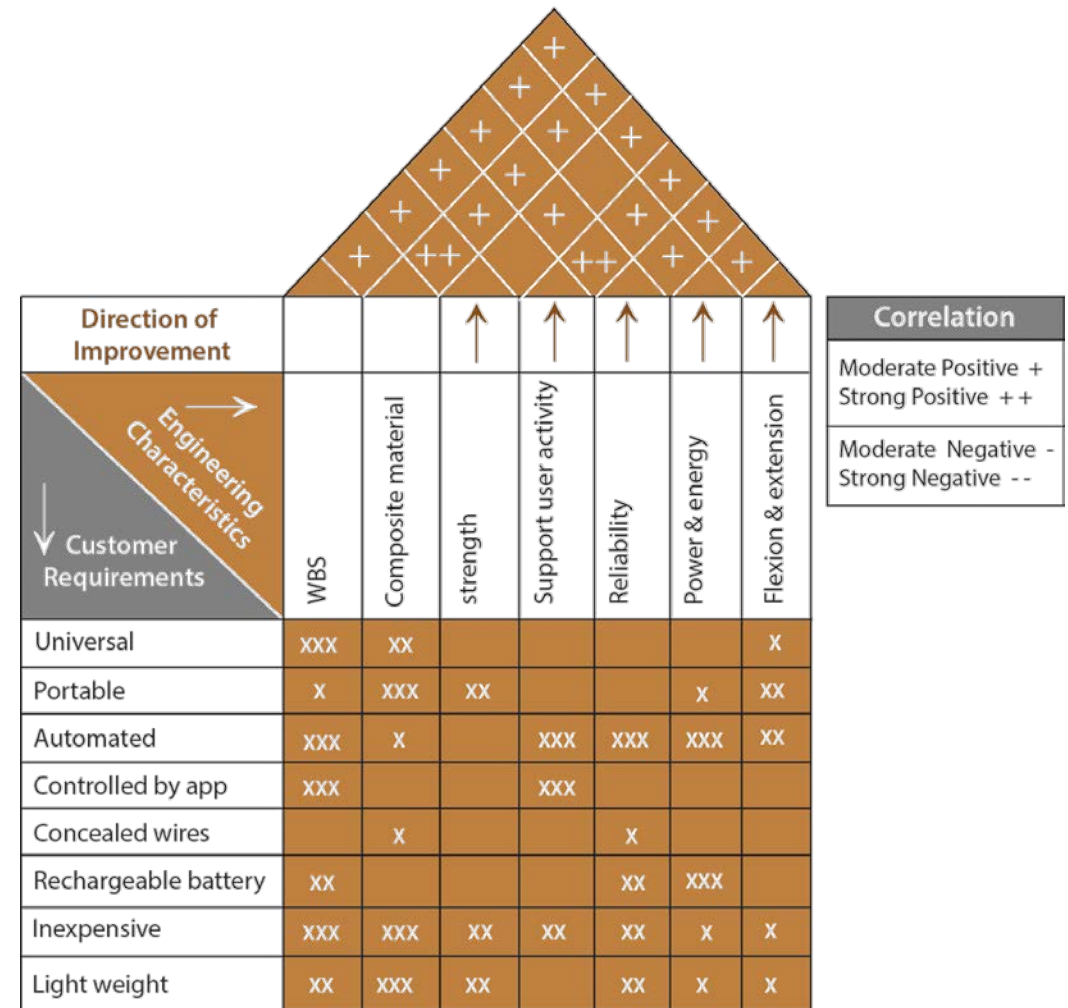 +
+ +
+ + +
+ + +
+ + + +
+ + + +
+ ++ ++ + +
Direction of
Improvement
Correlation
Moderate Positive +
Strong Positive ++
Moderate Negative -
Strong Negative --
Engineering
Characteristics
Customer
Requirements
WBS
Composite material
strength
Support user activity
Reliability
Power & energy
Flexion & extension
Universal XXX XX X
Portable X XXX XX X XX
Automated XXX X XXX XXX XXX XX
Controlled by app XXX XXX
Concealed wires X X
Rechargeable battery XX XX XXX
Inexpensive XXX XXX XX XX XX X X
Light weight XX XXX XX XX X X